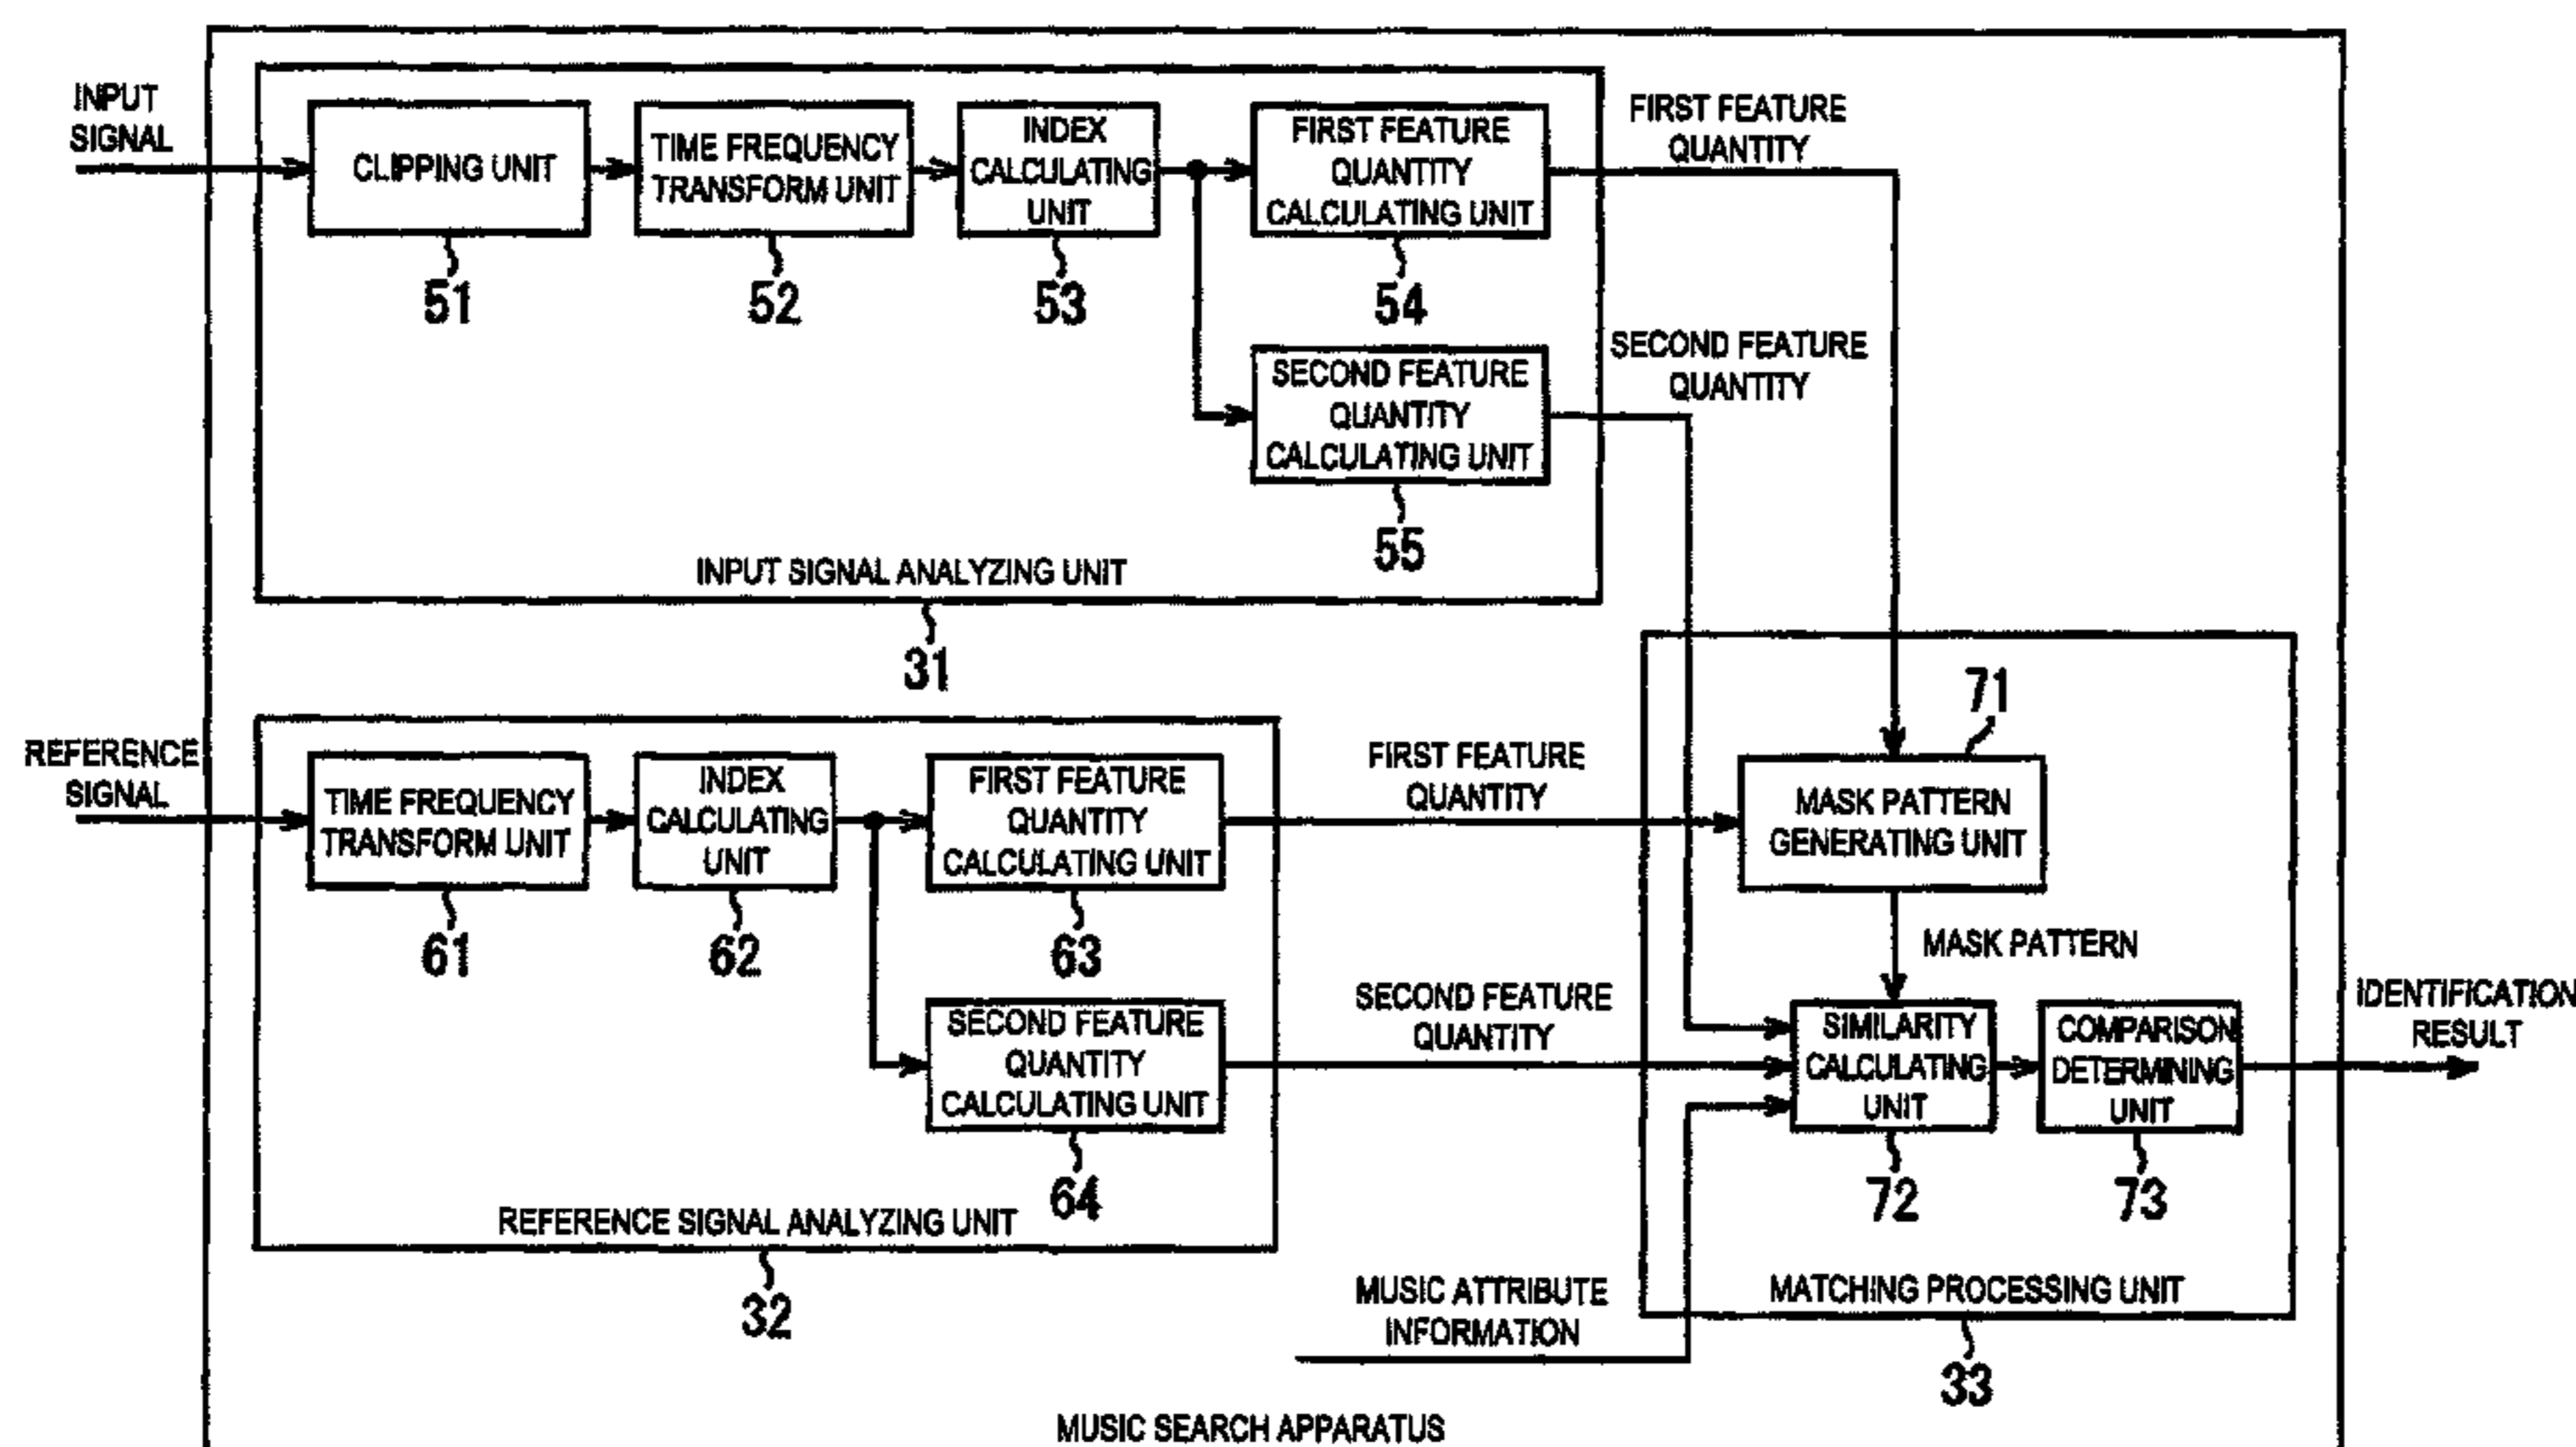 INPUT
SIGNAL
CLIPPING UNIT
51
TIME FREQUENCY
TRANSFORM UNIT
52
INDEX
CALCULATING
UNIT
53
FIRST FEATURE
QUANTITY
CALCULATING UNIT
54
FIRST FEATURE
QUANTITY
SECOND FEATURE
QUANTITY
CALCULATING UNIT
55
SECOND FEATURE
QUANTITY
INPUT SIGNAL ANALYZING UNIT
31
REFERENCE
SIGNAL
TIME FREQUENCY
TRANSFORM UNIT
61
INDEX
CALCULATING
UNIT
62
FIRST FEATURE
QUANTITY
CALCULATING UNIT
63
FIRST FEATURE
QUANTITY
SECOND FEATURE
QUANTITY
CALCULATING UNIT
64
SECOND FEATURE
QUANTITY
REFERENCE SIGNAL ANALYZING UNIT
32
71
MASK PATTERN
GENERATING UNIT
MASK PATTERN
SIMILARITY
CALCULATING
UNIT
72
COMPARISON
DETERMINING
UNIT
73
IDENTIFICATION
RESULT
MUSIC ATTRIBUTE
INFORMATION
MATCHING PROCESSING UNIT
33
MUSIC SEARCH APPARATUS